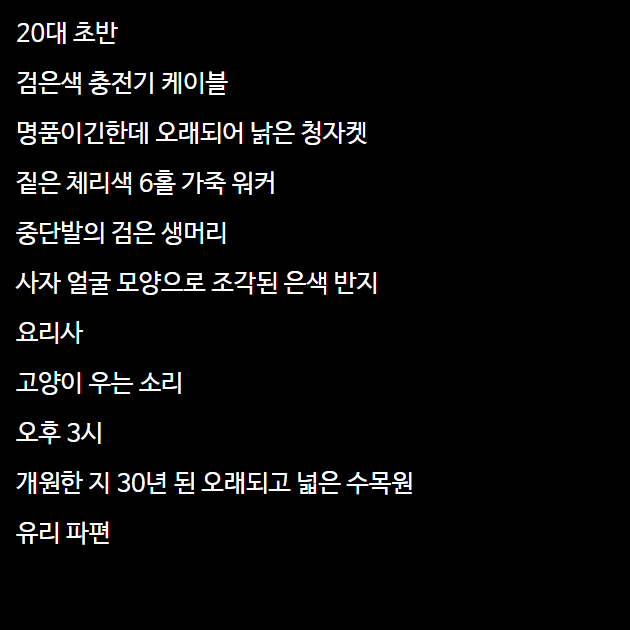 20대 초반
검은색 충전기 케이블
명품이긴한데 오래되어 낡은 청자켓
짙은 체리색 6홀 가죽 워커
중단발의 검은 생머리
사자 얼굴 모양으로 조각된 은색 반지
요리사
고양이 우는 소리
오후 3시
개원한 지 30년 된 오래되고 넓은 수목원
유리 파편